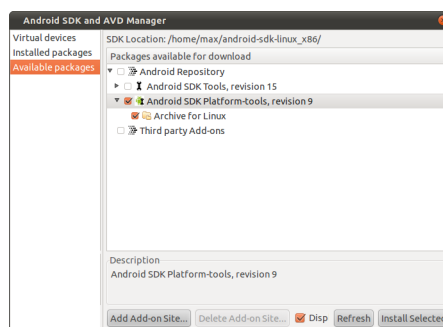 Android SDK and AVD Manager
Virtual devices
Installed packages
Available packages
SDK Location: /home/max/android-sdk-linux_x86/
Packages available for download
Android Repository
Android SDK Tools, revision 15
Android SDK Platform-tools, revision 9
Archive for Linux
Third party Add-ons
Description
Android SDK Platform-tools, revision 9
Add Add-on Site... Delete Add-on Site... Disp Refresh Install Selected